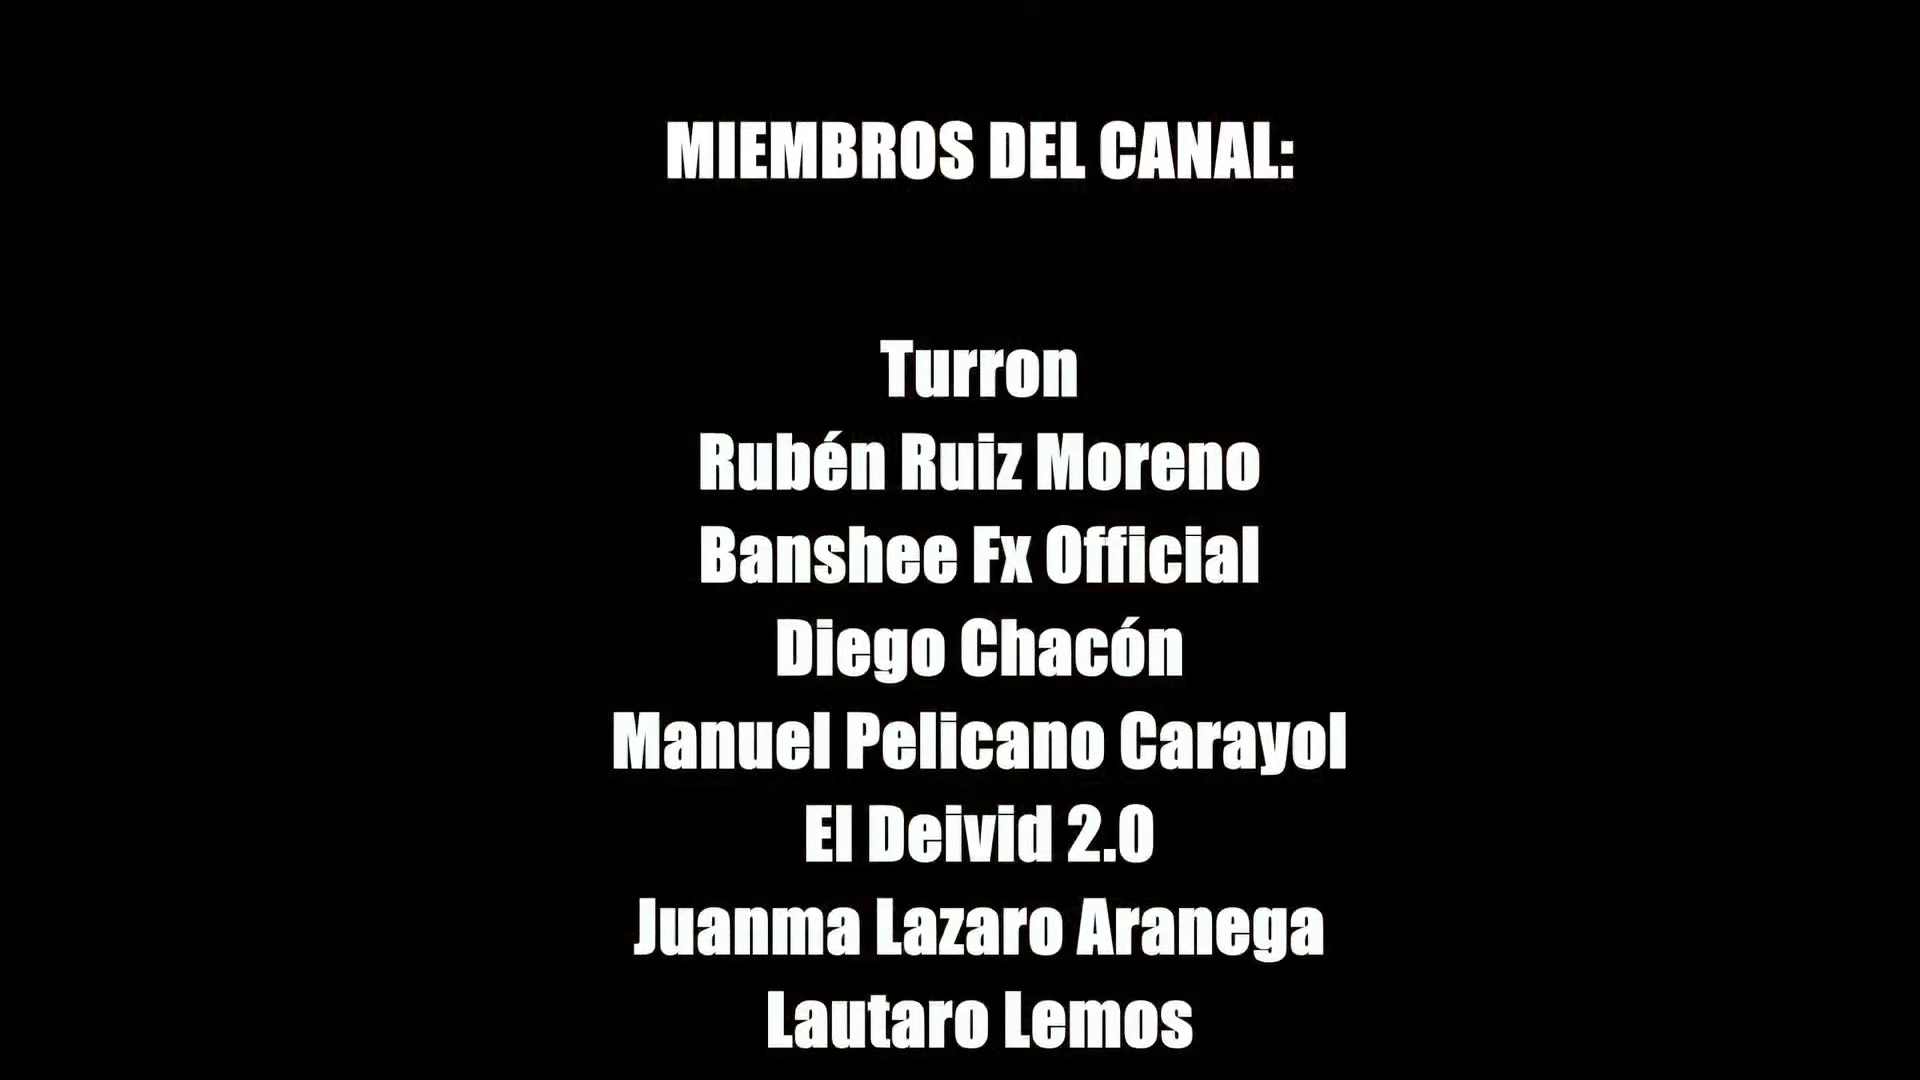 MIEMBROS DEL CANAL:
Turron
Rubén Ruiz Moreno
Banshee Fx Official
Diego Chacón
Manuel Pelicano Carayol
El Deivid 2.0
Juanma Lazaro Aranega
Lautaro Lemos